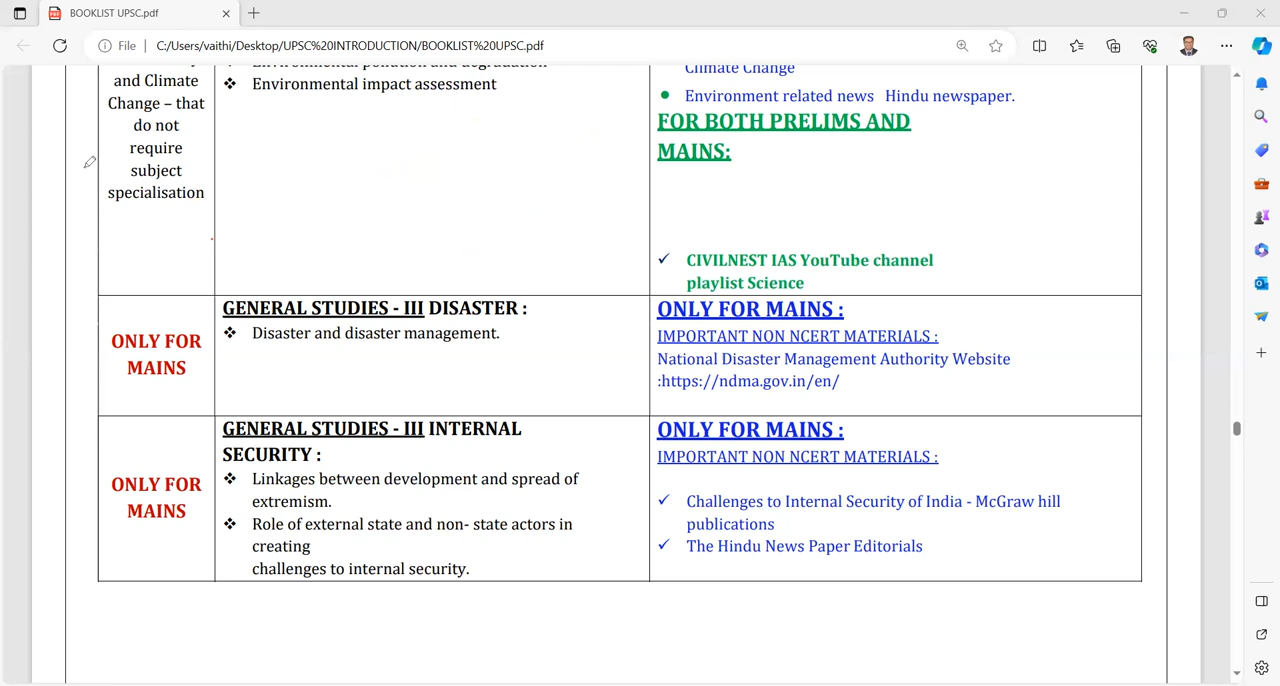 BOOKLIST UPSC.pdf
File
C:/Users/vaithi/Desktop/UPSC%20INTRODUCTION/BOOKLIST%20UPSC.pdf
and Climate
Change – that
do not
require
subject
specialisation
Environmental pollution and degradation
❖ Environmental impact assessment
Climate Change
● Environment related news Hindu newspaper.
FOR BOTH PRELIMS AND
MAINS:
✓ CIVILNEST IAS YouTube channel
playlist Science
ONLY FOR
MAINS
GENERAL STUDIES - III DISASTER :
❖ Disaster and disaster management.
ONLY FOR MAINS :
IMPORTANT NON NCERT MATERIALS :
National Disaster Management Authority Website
:https://ndma.gov.in/en/
ONLY FOR
MAINS
GENERAL STUDIES - III INTERNAL
SECURITY :
❖ Linkages between development and spread of
extremism.
❖ Role of external state and non- state actors in
creating
challenges to internal security.
ONLY FOR MAINS :
IMPORTANT NON NCERT MATERIALS :
✓ Challenges to Internal Security of India - McGraw hill
publications
✓ The Hindu News Paper Editorials